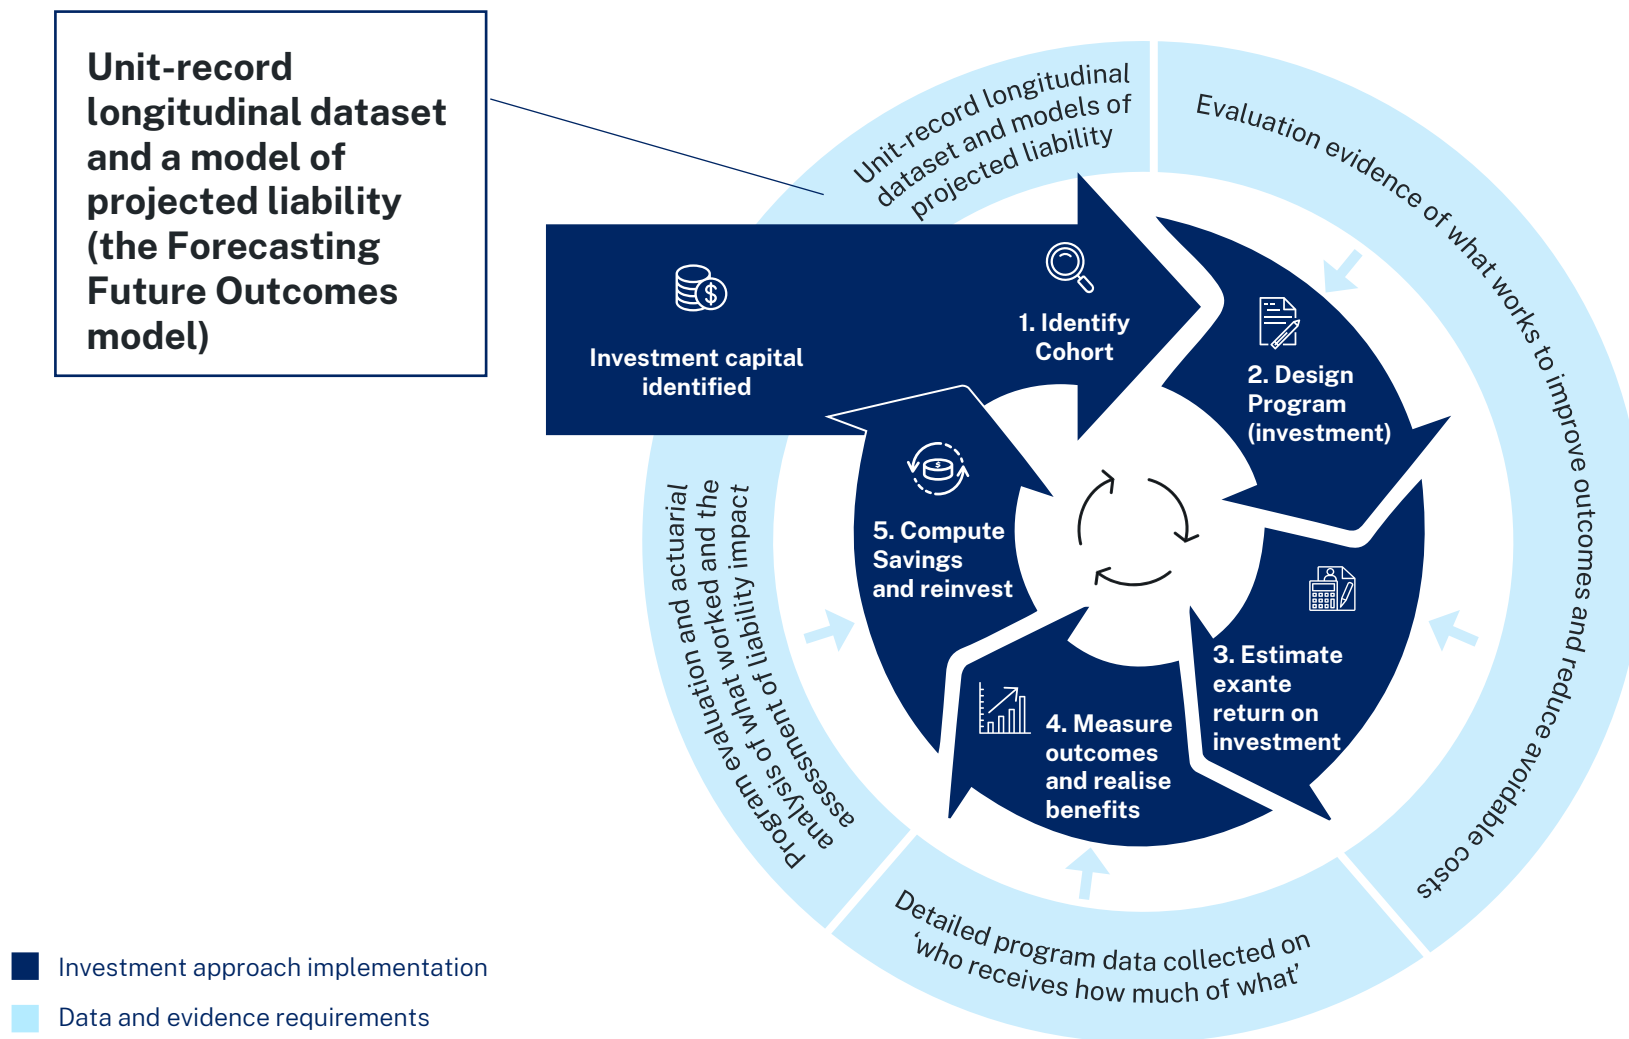 Unit-record
longitudinal dataset
and a model of
projected liability
(the Forecasting
Future Outcomes
model)
Unit-record longitudinal
dataset and models of
projected liability
Evaluation evidence of what works to improve outcomes and reduce avoidable costs
Investment capital
identified
1. Identify
Cohort
2. Design
Program
(investment)
3. Estimate
exante
return on
investment
4. Measure
outcomes
and realise
benefits
5. Compute
Savings
and reinvest
Detailed program data collected on
‘who receives how much of what’
Program evaluation and actuarial
analysis of what worked and the
assessment of liability impact
Investment approach implementation
Data and evidence requirements